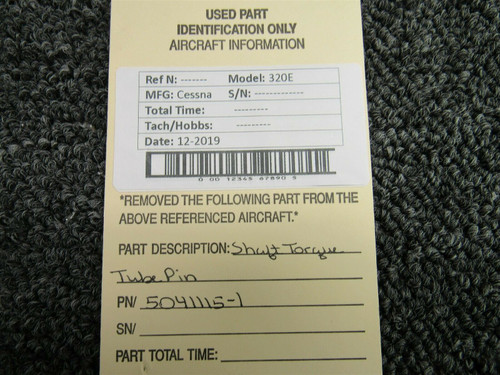 USED PART
IDENTIFICATION ONLY
AIRCRAFT INFORMATION
Ref N: ------- Model: 320E
MFG: Cessna S/N: -------------
Total Time: ---------
Tach/Hobbs: ---------
Date: 12-2019
0 00 12345 67890 5
*REMOVED THE FOLLOWING PART FROM THE
ABOVE REFERENCED AIRCRAFT.*
PART DESCRIPTION: Shaft Torque
Tube Pin
PN/ 5041115-1
SN/
PART TOTAL TIME: